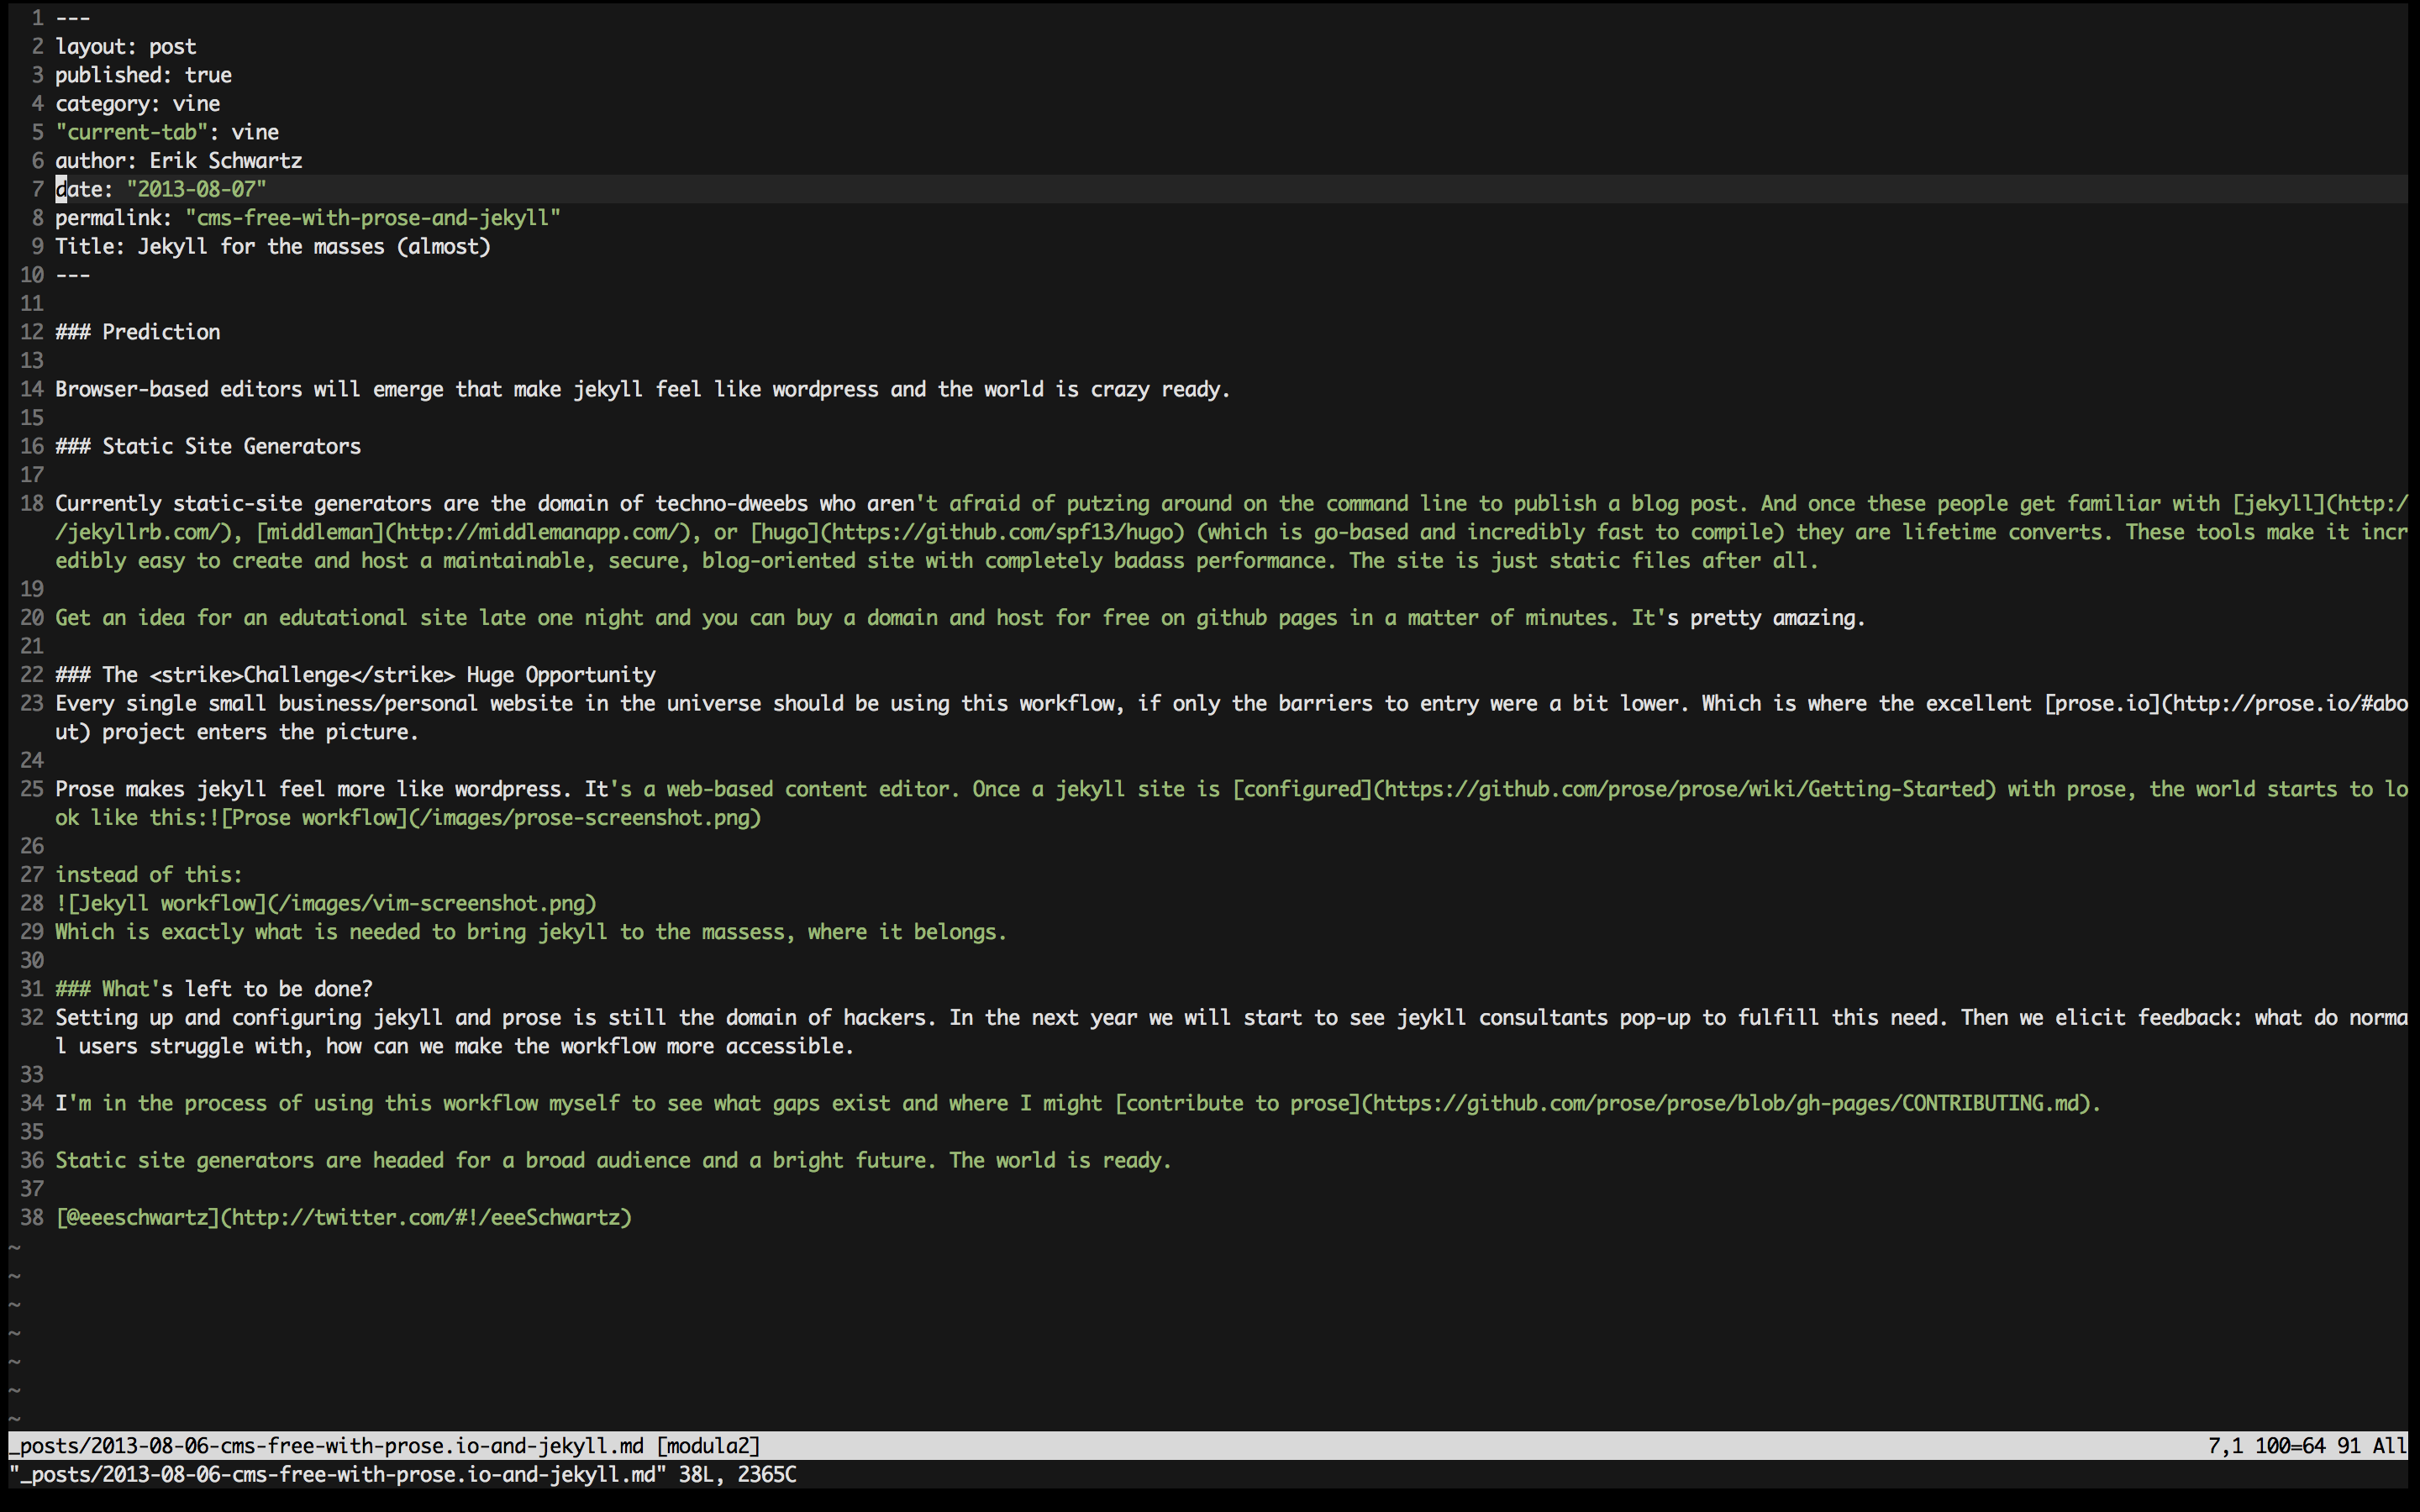 1 ---
2 layout: post
3 published: true
4 category: vine
5 "current-tab": vine
6 author: Erik Schwartz
7 date: "2013-08-07"
8 permalink: "cms-free-with-prose-and-jekyll"
9 Title: Jekyll for the masses (almost)
10 ---
11
12 ### Prediction
13
14 Browser-based editors will emerge that make jekyll feel like wordpress and the world is crazy ready.
15
16 ### Static Site Generators
17
18 Currently static-site generators are the domain of techno-dweebs who aren't afraid of putzing around on the command line to publish a blog post. And once these people get familiar with [jekyll](http:/
/jekyllrb.com/), [middleman](http://middlemanapp.com/), or [hugo](https://github.com/spf13/hugo) (which is go-based and incredibly fast to compile) they are lifetime converts. These tools make it incr
edibly easy to create and host a maintainable, secure, blog-oriented site with completely badass performance. The site is just static files after all.
19
20 Get an idea for an edutational site late one night and you can buy a domain and host for free on github pages in a matter of minutes. It's pretty amazing.
21
22 ### The <strike>Challenge</strike> Huge Opportunity
23 Every single small business/personal website in the universe should be using this workflow, if only the barriers to entry were a bit lower. Which is where the excellent [prose.io](http://prose.io/#abo
ut) project enters the picture.
24
25 Prose makes jekyll feel more like wordpress. It's a web-based content editor. Once a jekyll site is [configured](https://github.com/prose/prose/wiki/Getting-Started) with prose, the world starts to lo
ok like this:![Prose workflow](/images/prose-screenshot.png)
26
27 instead of this:
28 ![Jekyll workflow](/images/vim-screenshot.png)
29 Which is exactly what is needed to bring jekyll to the massess, where it belongs.
30
31 ### What's left to be done?
32 Setting up and configuring jekyll and prose is still the domain of hackers. In the next year we will start to see jeykll consultants pop-up to fulfill this need. Then we elicit feedback: what do norma
l users struggle with, how can we make the workflow more accessible.
33
34 I'm in the process of using this workflow myself to see what gaps exist and where I might [contribute to prose](https://github.com/prose/prose/blob/gh-pages/CONTRIBUTING.md).
35
36 Static site generators are headed for a broad audience and a bright future. The world is ready.
37
38 [@eeeschwartz](http://twitter.com/#!/eeeSchwartz)
~
~
~
~
~
~
~
_posts/2013-08-06-cms-free-with-prose.io-and-jekyll.md [modula2] 7,1 100=64 91 All
"_posts/2013-08-06-cms-free-with-prose.io-and-jekyll.md" 38L, 2365C